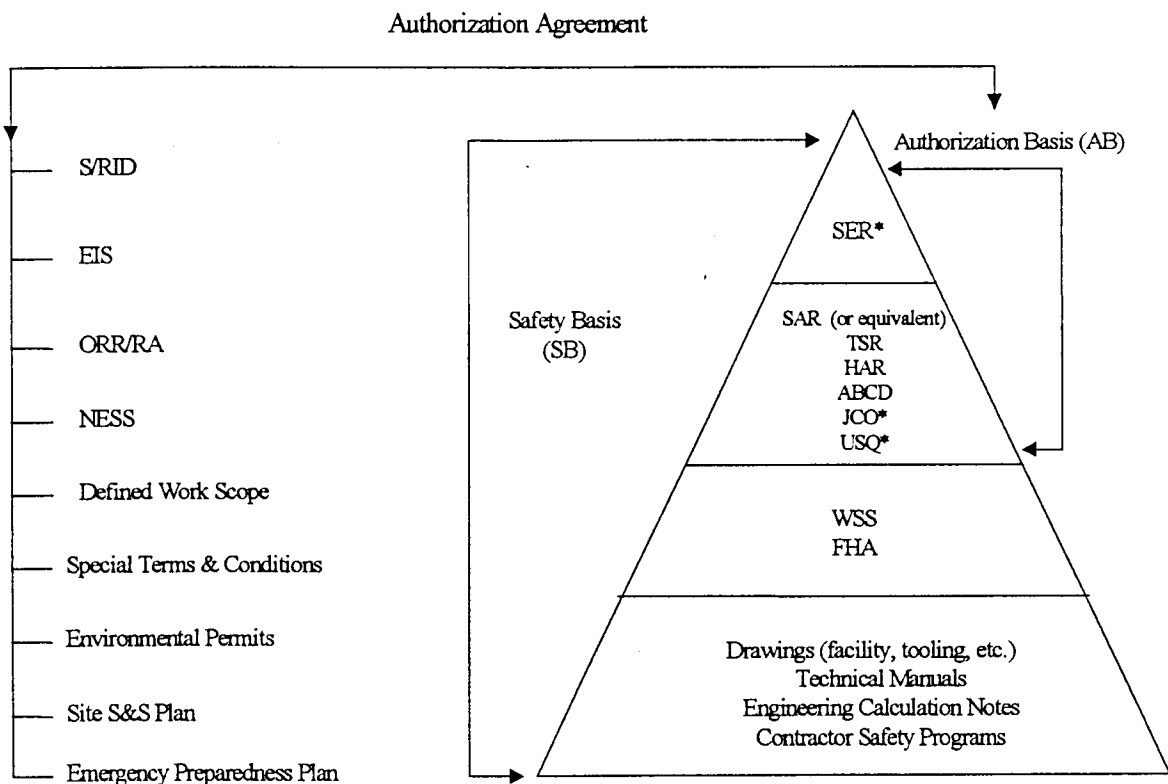 Authorization Agreement
S/RID
EIS
ORR/RA
NESS
Defined Work Scope
Special Terms & Conditions
Environmental Permits
Site S&S Plan
Emergency Preparedness Plan
Safety Basis
(SB)
Authorization Basis (AB)
SER*
SAR (or equivalent)
TSR
HAR
ABCD
JCO*
USQ*
WSS
FHA
Drawings (facility, tooling, etc.)
Technical Manuals
Engineering Calculation Notes
Contractor Safety Programs